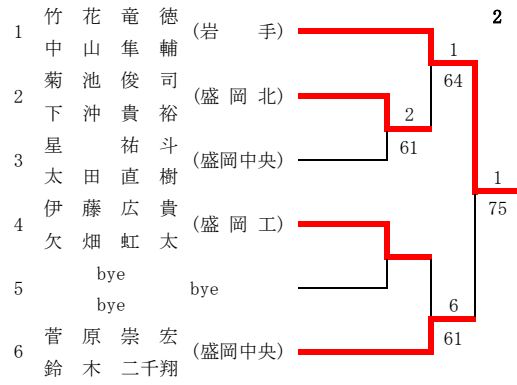 2
1 竹花竜徳 (岩手)
中山隼輔
2 菊池俊司 (盛岡北)
下沖貴裕
3 星祐斗 (盛岡中央)
太田直樹
4 伊藤広貴 (盛岡工)
欠畑虹太
5 bye bye
bye
6 菅原崇宏 (盛岡中央)
鈴木二千翔
1
64
2
61
1
75
6
61